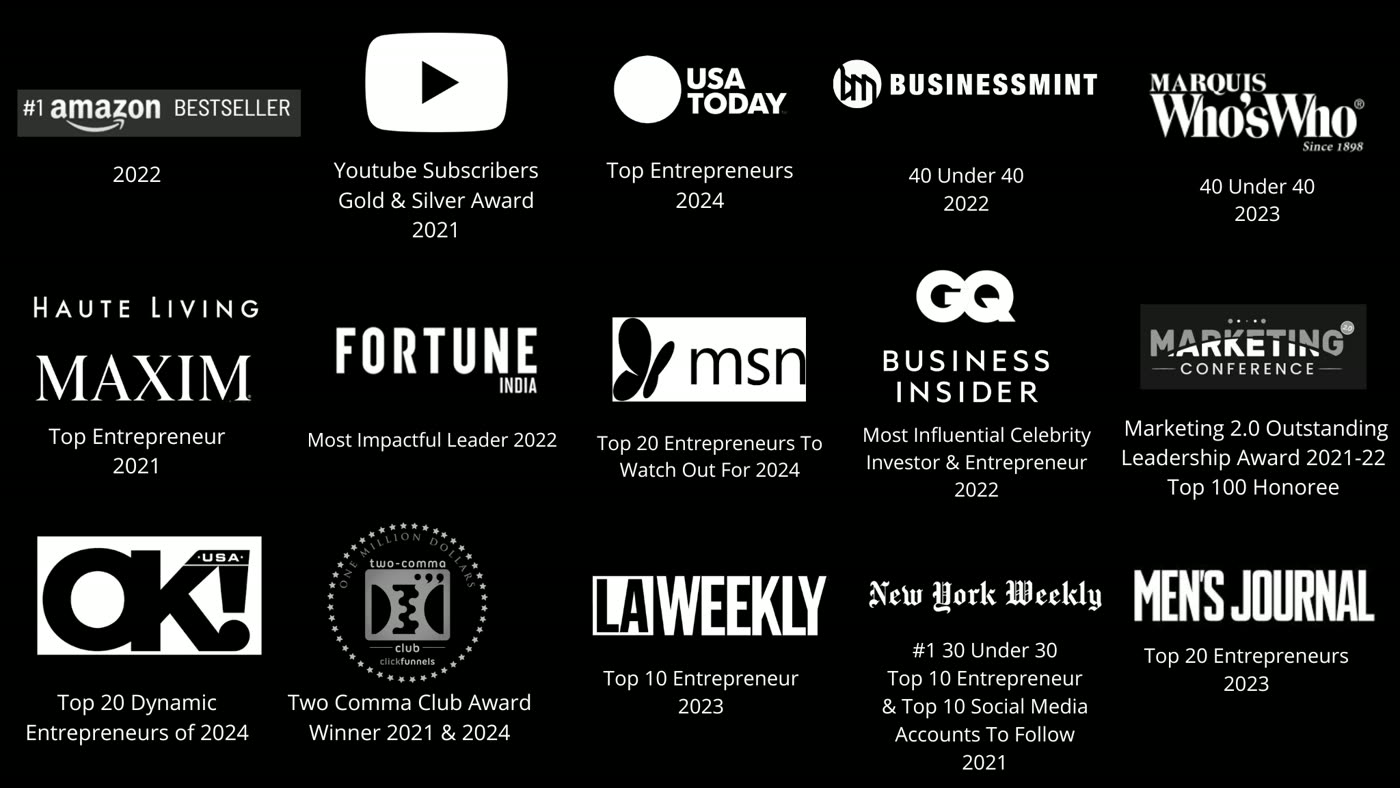 #1 amazon BESTSELLER
2022
Youtube Subscribers
Gold & Silver Award
2021
USA
TODAY
Top Entrepreneurs
2024
bm BUSINESSMINT
40 Under 40
2022
MARQUIS
Who'sWho®
Since 1898
40 Under 40
2023
HAUTE LIVING
MAXIM
Top Entrepreneur
2021
FORTUNE
INDIA
Most Impactful Leader 2022
msn
Top 20 Entrepreneurs To
Watch Out For 2024
GQ
BUSINESS
INSIDER
Most Influential Celebrity
Investor & Entrepreneur
2022
MARKETING 2.0
CONFERENCE
Marketing 2.0 Outstanding
Leadership Award 2021-22
Top 100 Honoree
OK!
·USA·
Top 20 Dynamic
Entrepreneurs of 2024
ONE MILLION DOLLARS
two-comma
club
clickfunnels
Two Comma Club Award
Winner 2021 & 2024
LA WEEKLY
Top 10 Entrepreneur
2023
New York Weekly
#1 30 Under 30
Top 10 Entrepreneur
& Top 10 Social Media
Accounts To Follow
2021
MEN'S JOURNAL
Top 20 Entrepreneurs
2023